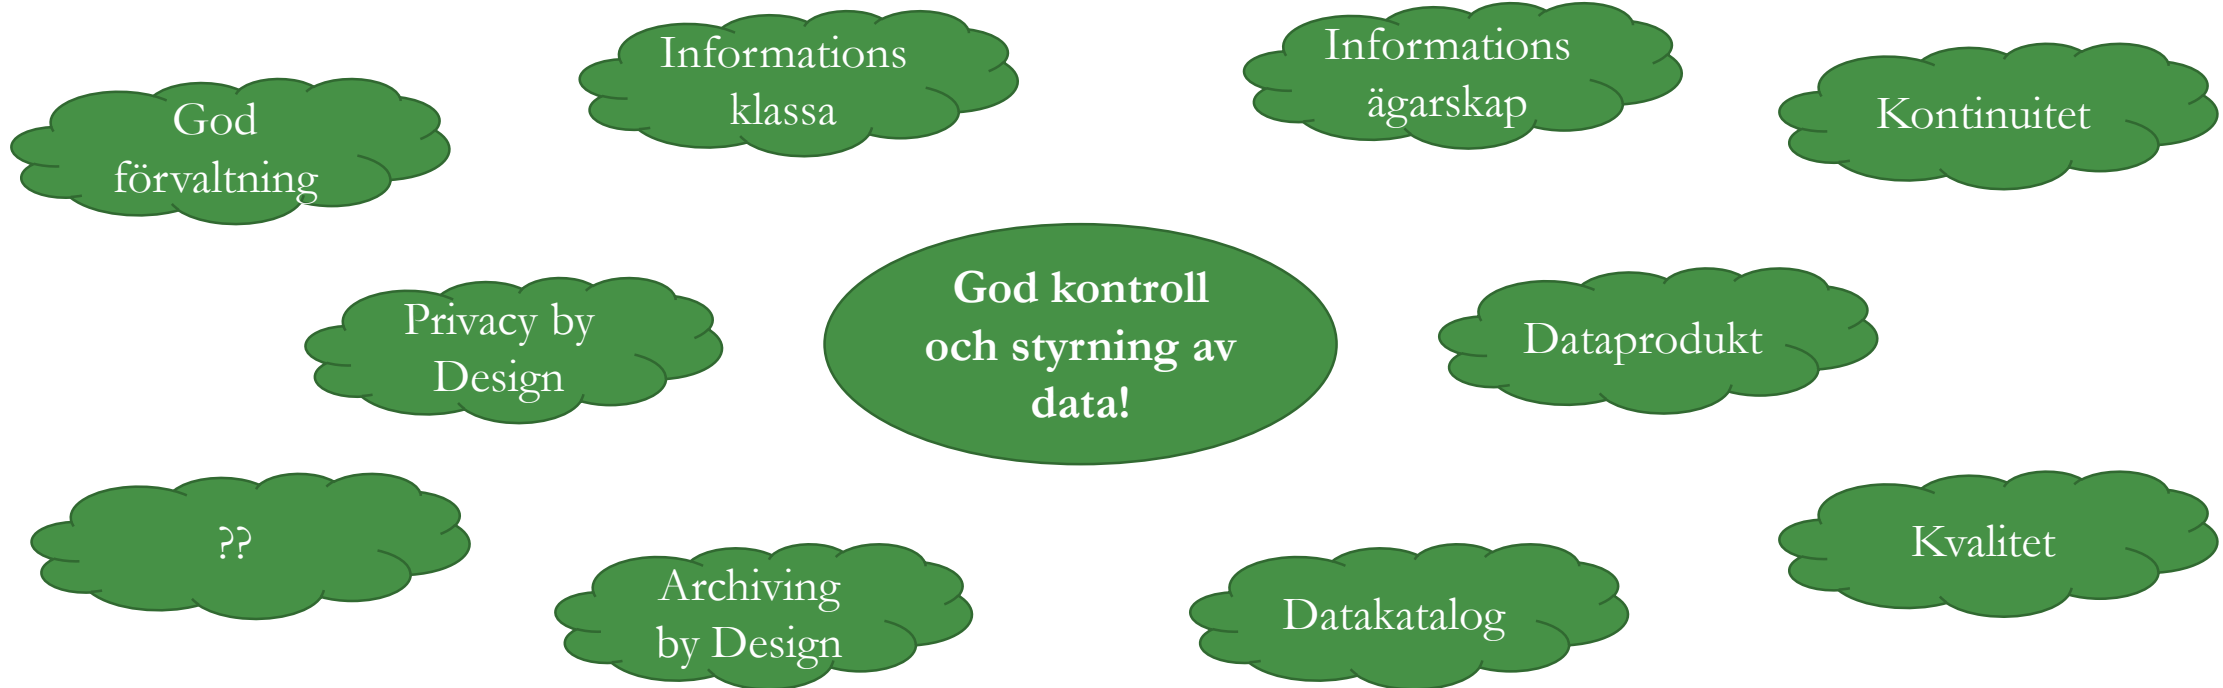 Informations
klassa
Informations
ägarskap
God
förvaltning
Kontinuitet
Privacy by
Design
God kontroll
och styrning av
data!
Dataprodukt
??
Archiving
by Design
Datakatalog
Kvalitet